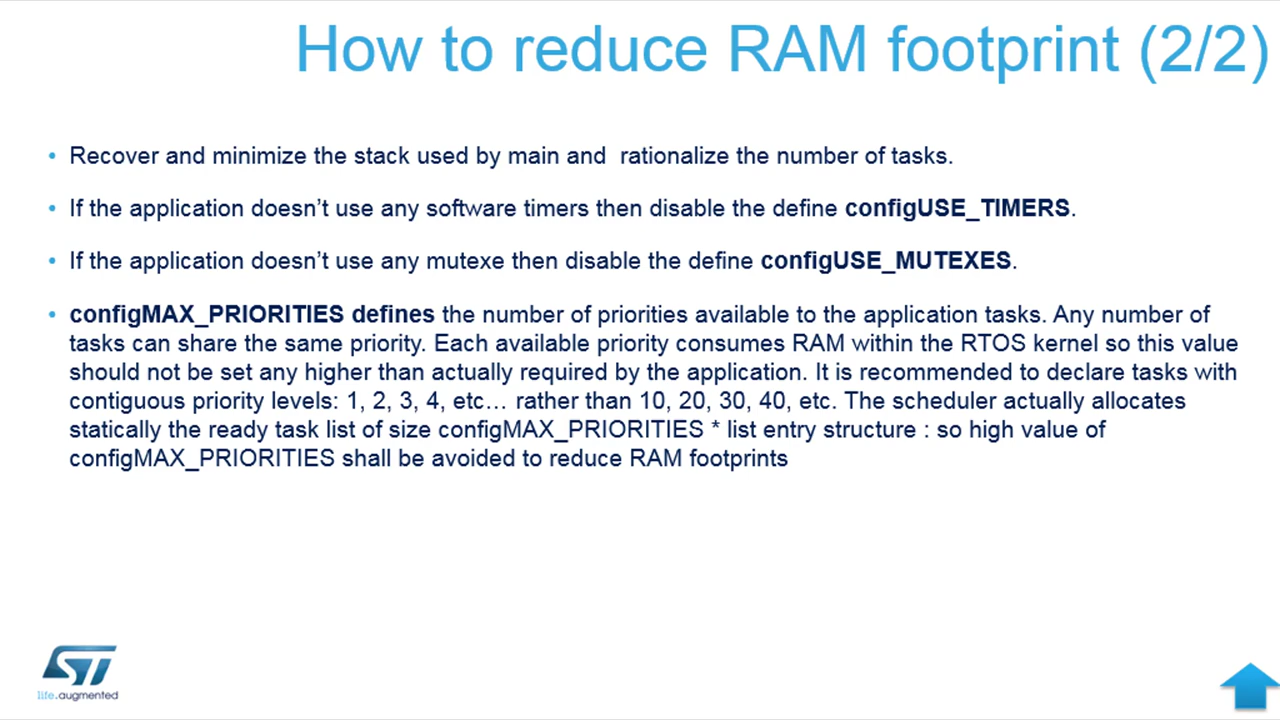 How to reduce RAM footprint (2/2)
• Recover and minimize the stack used by main and  rationalize the number of tasks.
• If the application doesn’t use any software timers then disable the define configUSE_TIMERS.
• If the application doesn’t use any mutexe then disable the define configUSE_MUTEXES.
• configMAX_PRIORITIES defines the number of priorities available to the application tasks. Any number of
tasks can share the same priority. Each available priority consumes RAM within the RTOS kernel so this value
should not be set any higher than actually required by the application. It is recommended to declare tasks with
contiguous priority levels: 1, 2, 3, 4, etc… rather than 10, 20, 30, 40, etc. The scheduler actually allocates
statically the ready task list of size configMAX_PRIORITIES * list entry structure : so high value of
configMAX_PRIORITIES shall be avoided to reduce RAM footprints
ST
life.augmented